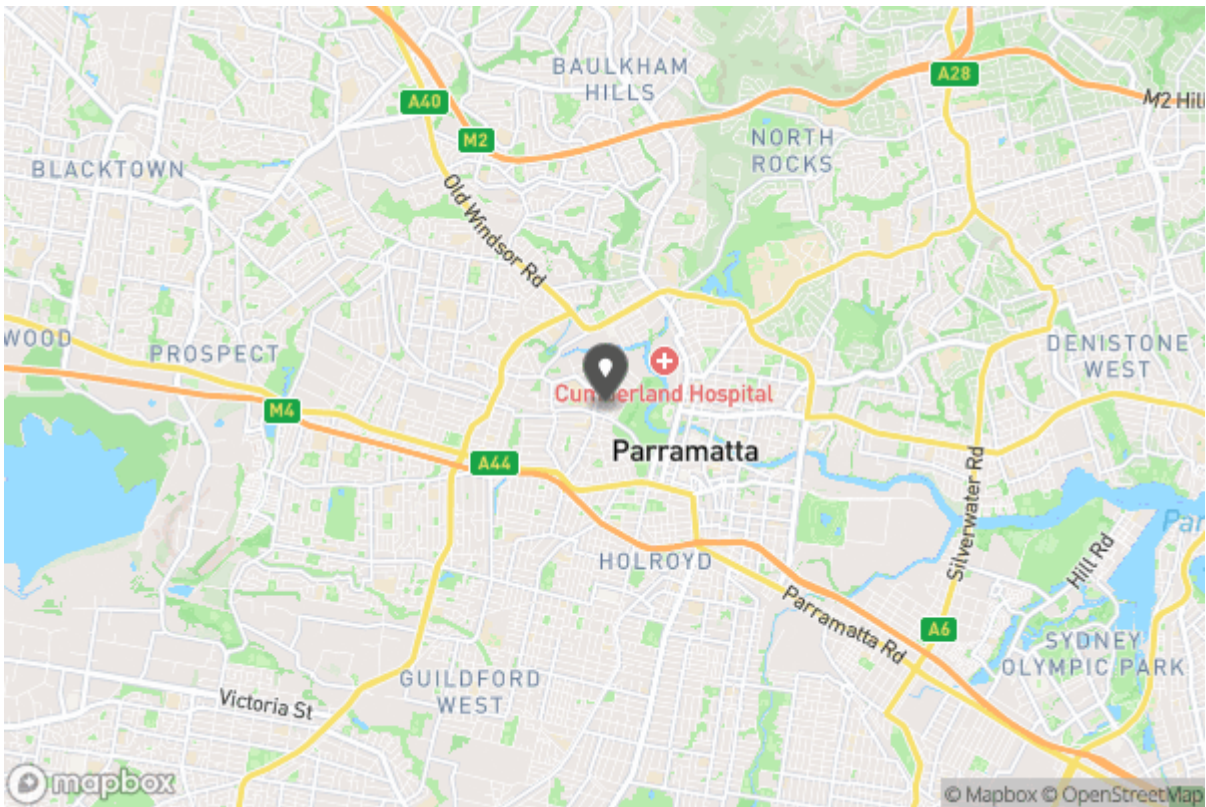 BAULKHAM
HILLS
A28
A40
M2 Hil
M2
NORTH
ROCKS
BLACKTOWN
Old Windsor Rd
WOOD
PROSPECT
DENISTONE
WEST
Cumberland Hospital
M4
Parramatta
A44
Silverwater Rd
Par
HOLROYD
Hill Rd
Parramatta Rd
A6
SYDNEY
OLYMPIC PARK
GUILDFORD
WEST
Victoria St
mapbox
© Mapbox © OpenStreetMap